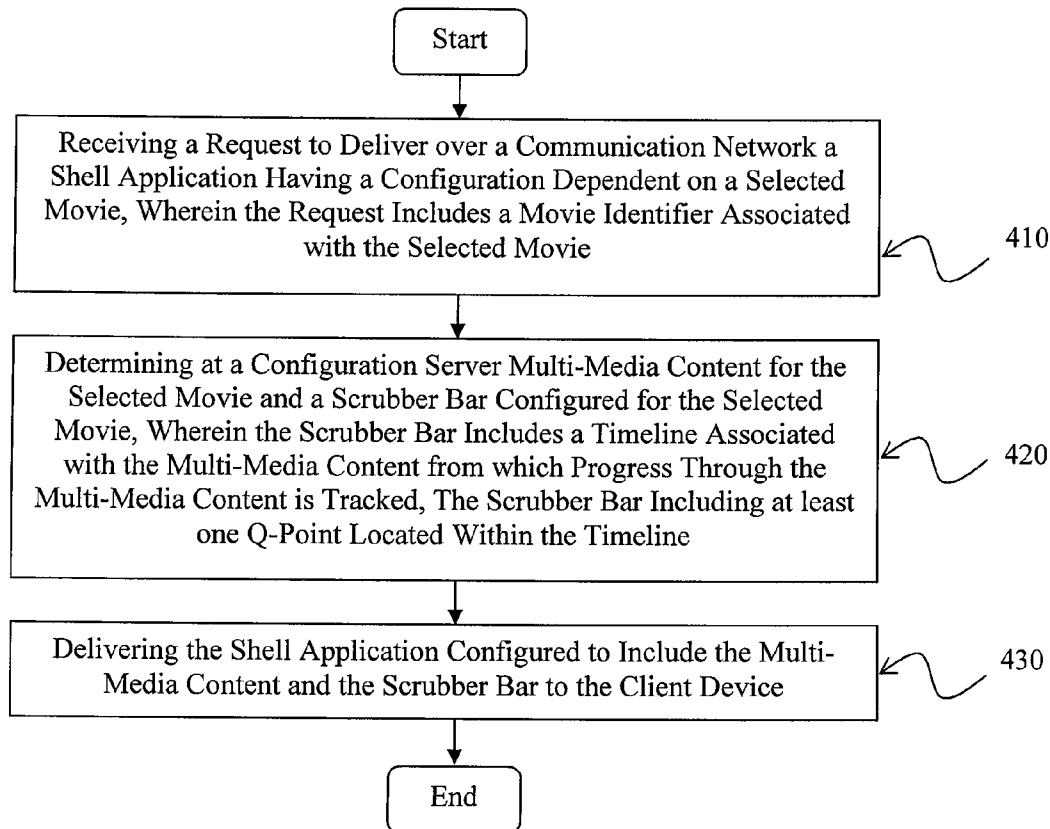 Start
Receiving a Request to Deliver over a Communication Network a
Shell Application Having a Configuration Dependent on a Selected
Movie, Wherein the Request Includes a Movie Identifier Associated
with the Selected Movie
410
Determining at a Configuration Server Multi-Media Content for the
Selected Movie and a Scrubber Bar Configured for the Selected
Movie, Wherein the Scrubber Bar Includes a Timeline Associated
with the Multi-Media Content from which Progress Through the
Multi-Media Content is Tracked, The Scrubber Bar Including at least
one Q-Point Located Within the Timeline
420
Delivering the Shell Application Configured to Include the Multi-
Media Content and the Scrubber Bar to the Client Device
430
End